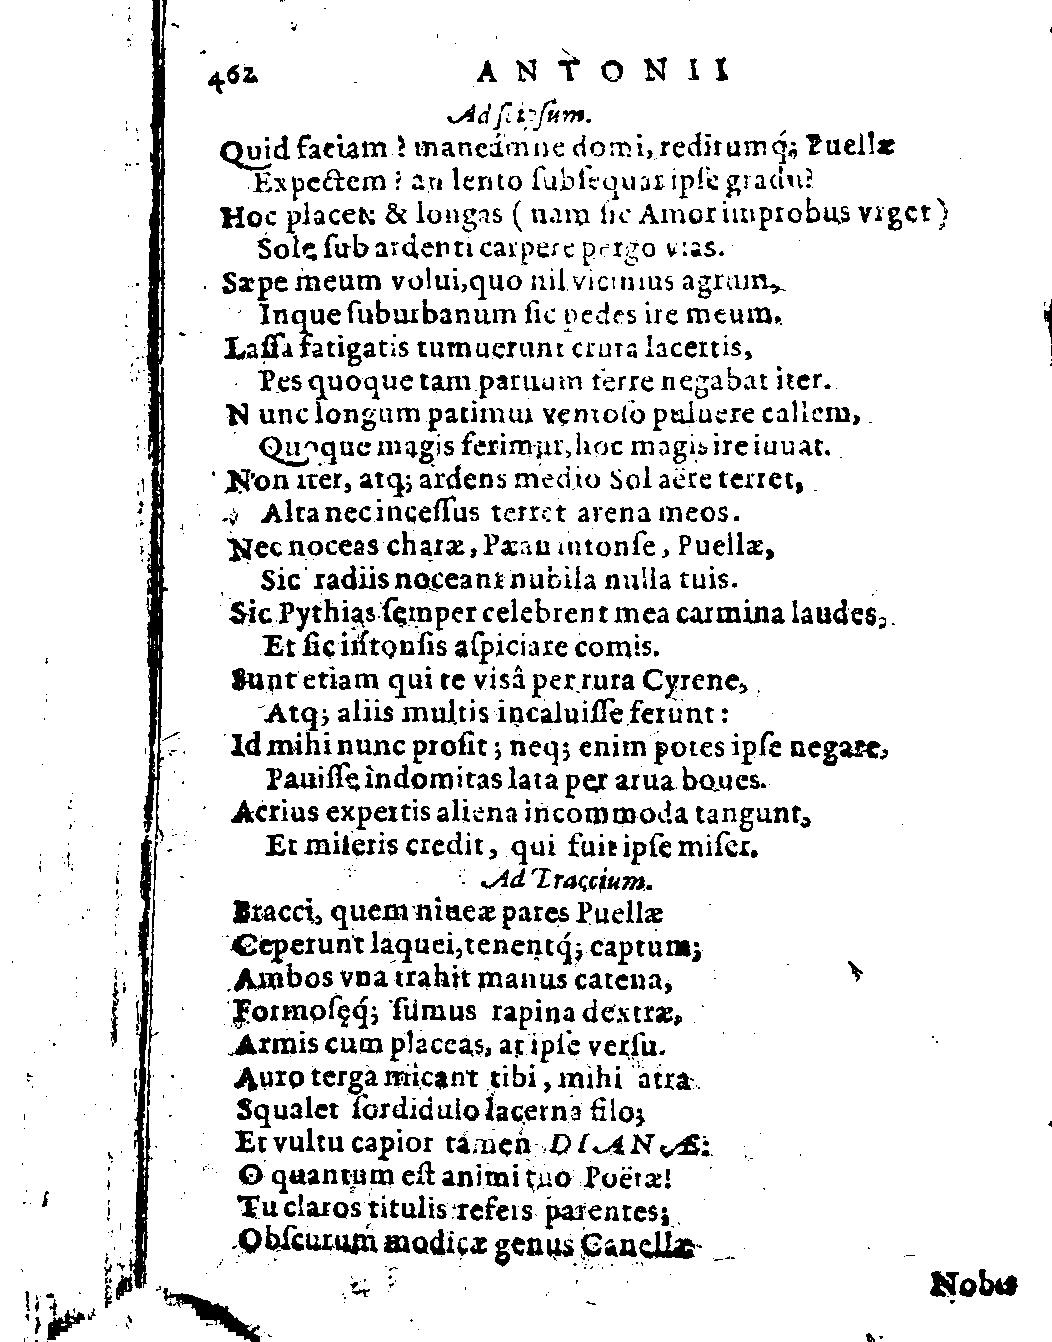 462 ANTONII
Ad seipsum.
Quid faciam? maneámne domi, reditumq́; Puellæ
Expectem? an lento subsequar ipse gradu?
Hoc placet: & longas (nam sic Amor improbus vrget)
Sole sub ardenti carpere pergo vias.
Sæpe meum volui, quo nil vicinius agrum,
Inque suburbanum sic pedes ire meum.
Lassa fatigatis tumuerunt crura lacertis,
Pes quoque tam paruum ferre negabat iter.
Nunc longum patimur ventoso puluere callem,
Quoque magis ferimur, hoc magis ire iuuat.
Non iter, atq; ardens medio Sol aëre terret,
Alta nec incessus terret arena meos.
Nec noceas charæ, Pæan intonse, Puellæ,
Sic radiis noceant nubila nulla tuis.
Sic Pythias semper celebrent mea carmina laudes,
Et sic intonsis aspiciare comis.
Sunt etiam qui te visâ per rura Cyrene,
Atq; aliis multis incaluisse ferunt:
Id mihi nunc prosit; neq; enim potes ipse negare,
Pauisse indomitas lata per arua boues.
Acrius expertis aliena incommoda tangunt,
Et miseris credit, qui fuit ipse miser.
Ad Braccium.
Bracci, quem niueæ pares Puellæ
Ceperunt laquei, tenentq́; captum;
Ambos vna trahit manus catena,
Formosęq́; sumus rapina dextræ,
Armis cum placeas, at ipse versu.
Auro terga micant tibi, mihi atra
Squalet sordidulo lacerna filo;
Et vultu capior tamen DIANÆ:
O quantum est animi tuo Poëtæ!
Tu claros titulis refers parentes;
Obscurum modicæ genus Canellæ
Nobis